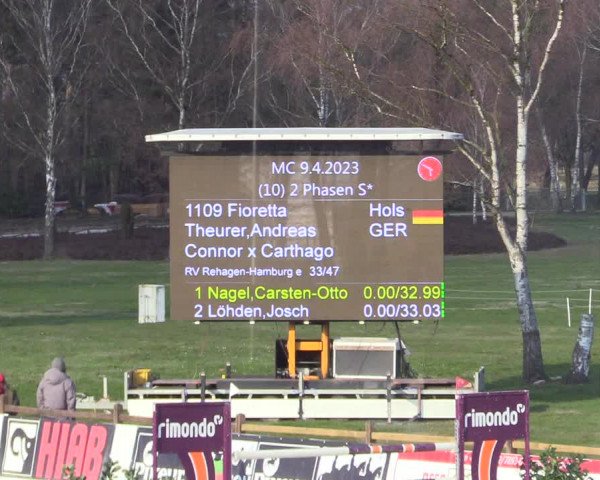 MC 9.4.2023
(10) 2 Phasen S*
1109 Fioretta Hols
Theurer,Andreas GER
Connor x Carthago
RV Rehagen-Hamburg e 33/47
1 Nagel,Carsten-Otto 0.00/32.99
2 Löhden,Josch 0.00/33.03
HIAB
rimondo
rimondo